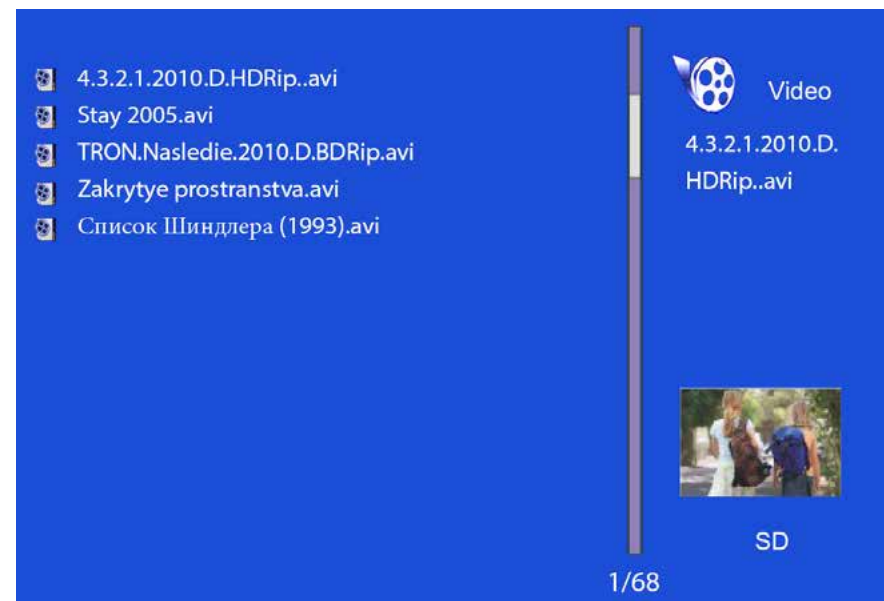 4.3.2.1.2010.D.HDRip..avi
Stay 2005.avi
TRON.Nasledie.2010.D.BDRip.avi
Zakrytye prostranstva.avi
Список Шиндлера (1993).avi
Video
4.3.2.1.2010.D.
HDRip..avi
SD
1/68